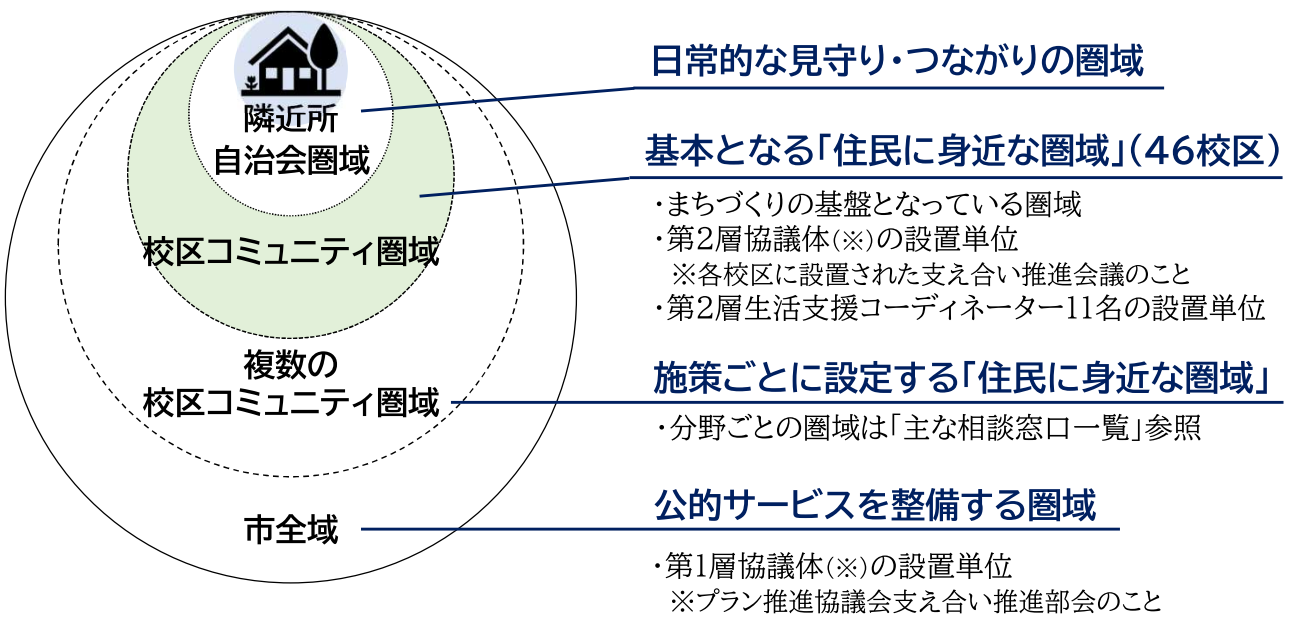 隣近所
自治会圏域
校区コミュニティ圏域
複数の
校区コミュニティ圏域
市全域
日常的な見守り・つながりの圏域
基本となる「住民に身近な圏域」(46校区)
・まちづくりの基盤となっている圏域
・第2層協議体(※)の設置単位
※各校区に設置された支え合い推進会議のこと
・第2層生活支援コーディネーター11名の設置単位
施策ごとに設定する「住民に身近な圏域」
・分野ごとの圏域は「主な相談窓口一覧」参照
公的サービスを整備する圏域
・第1層協議体(※)の設置単位
※プラン推進協議会支え合い推進部会のこと